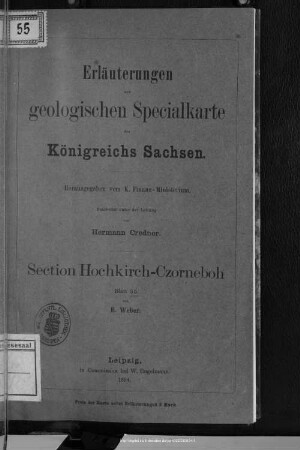 55
Erläuterungen
zur
geologischen Specialkarte
des
Königreichs Sachsen.
Herausgegeben vom K. Finanz-Ministerium.
Bearbeitet unter der Leitung
von
Hermann Credner.
Section Hochkirch-Czorneboh
Blatt
von
E. Weber.
Leipzig,
in Commission bei W. Engelmann.